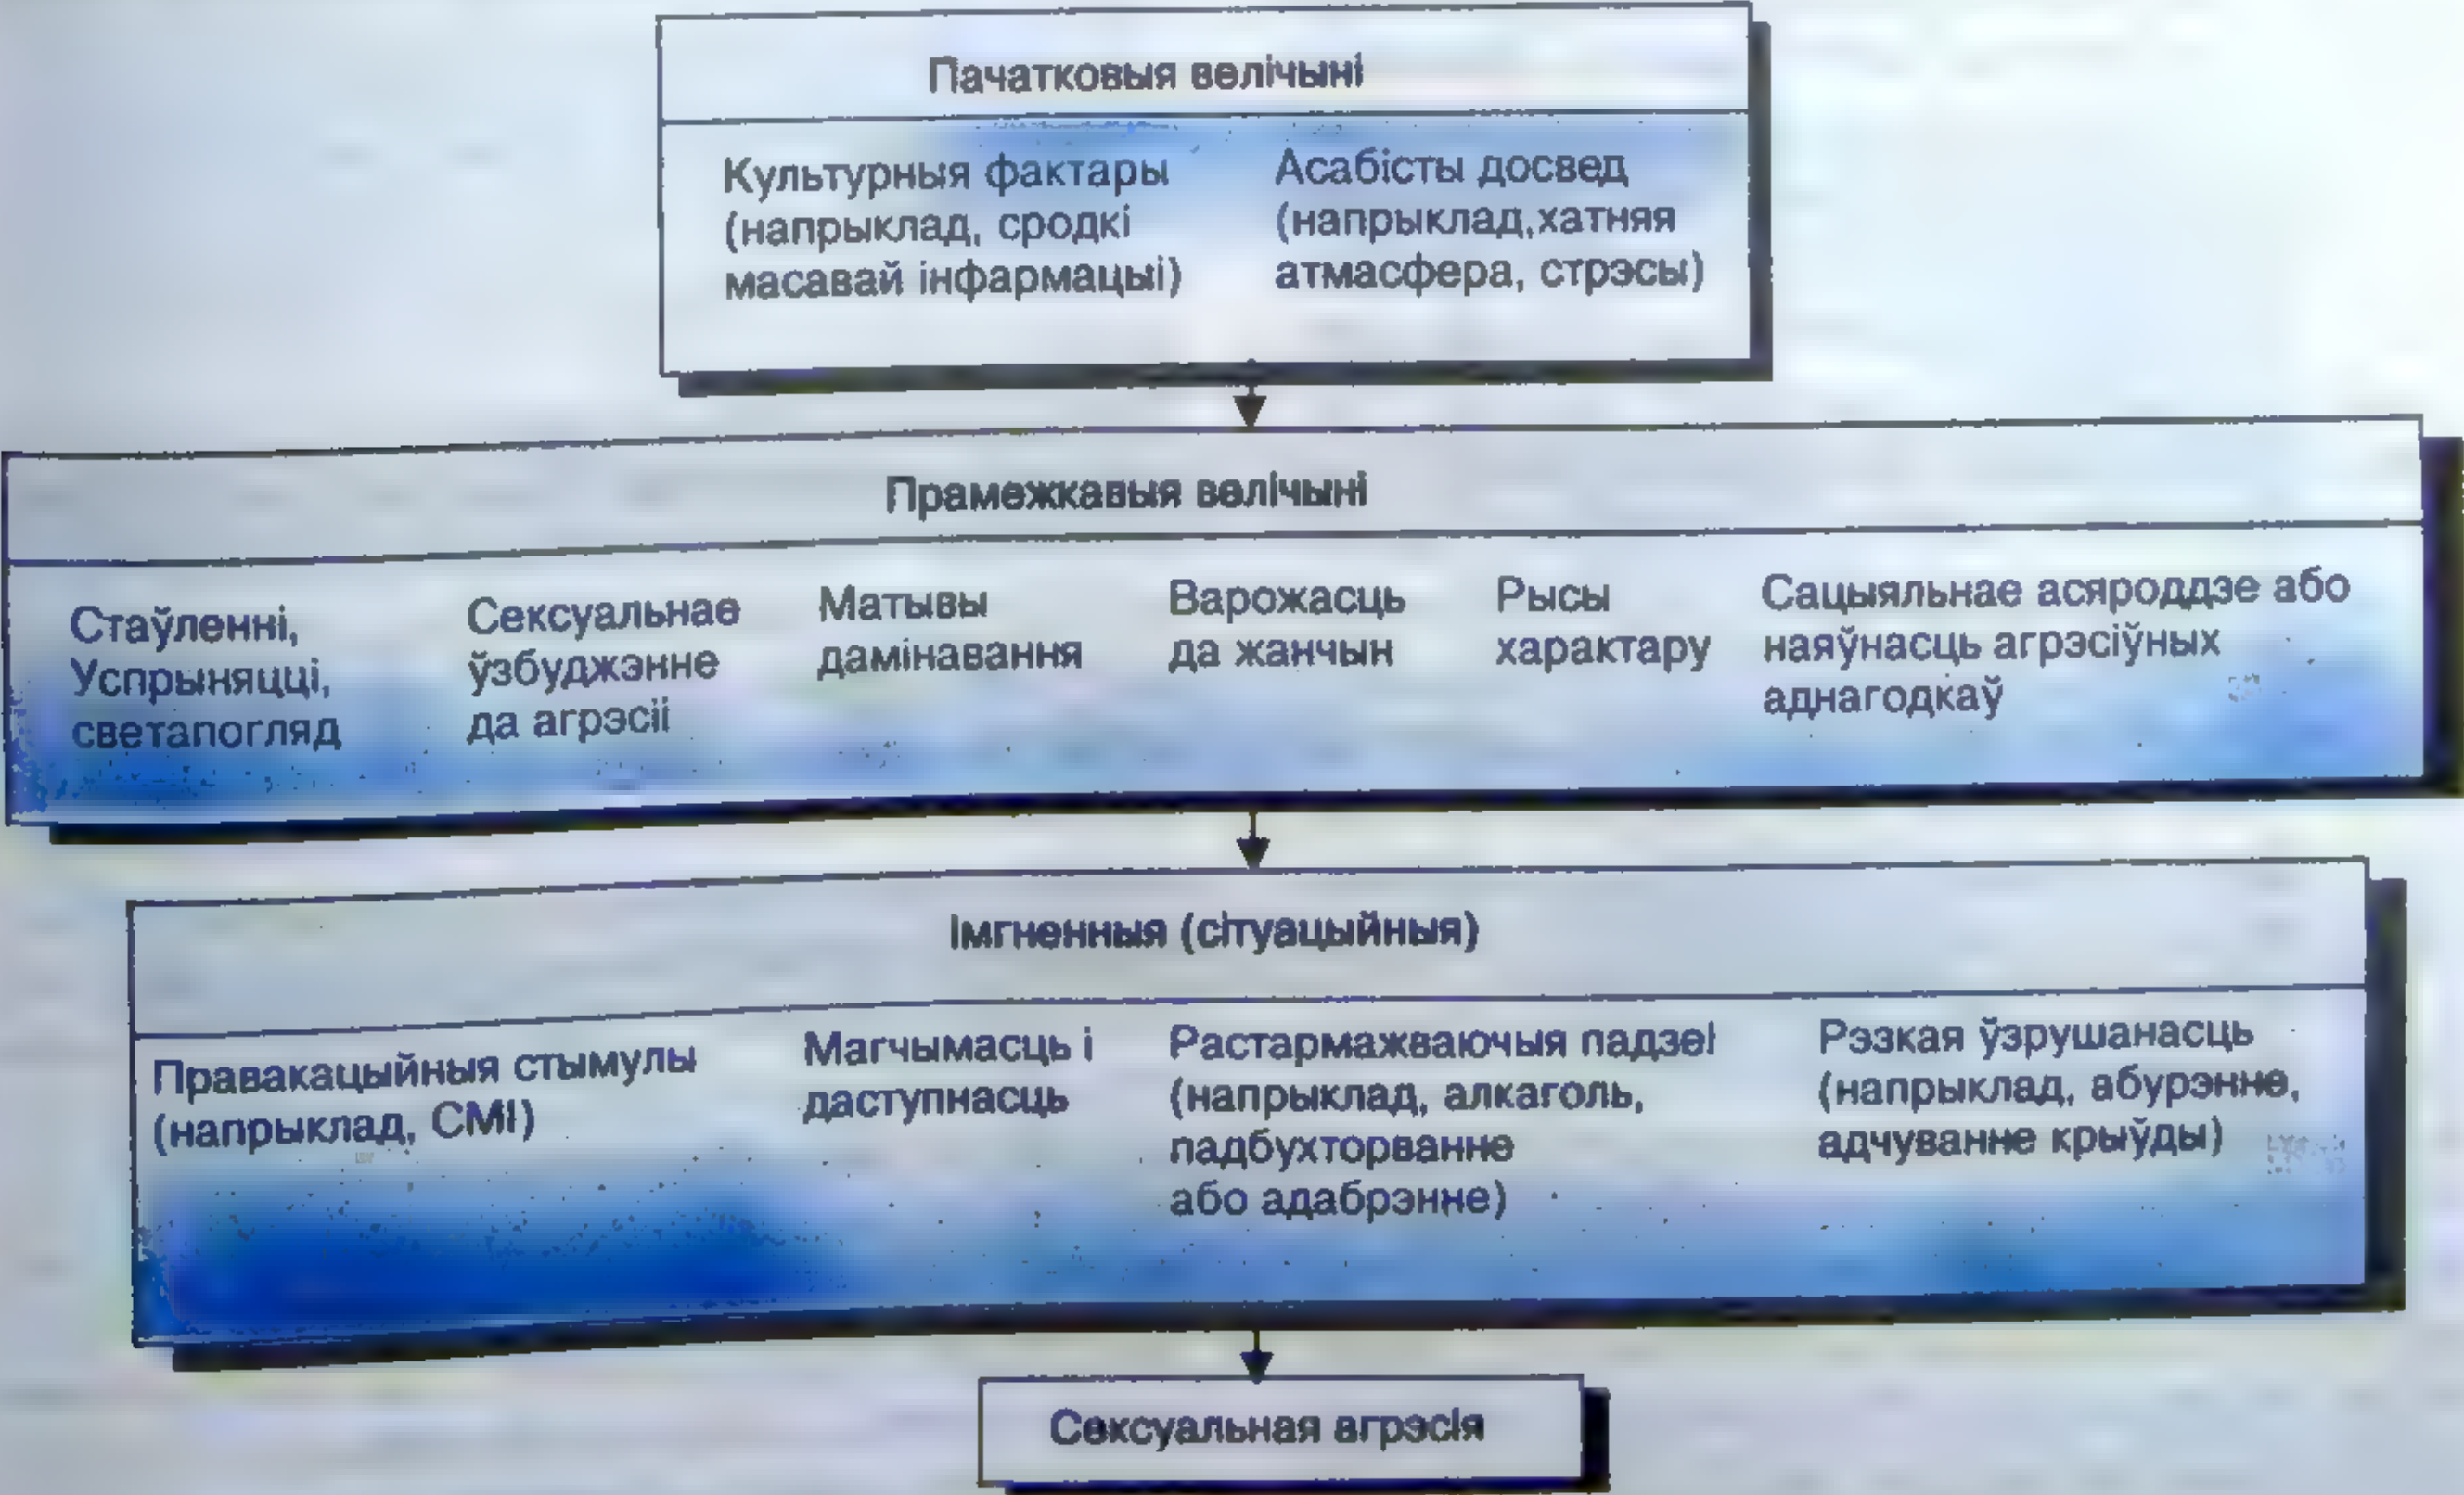 Пачатковыя велічыні
Культурныя фактары
(напрыклад, сродкі
масавай інфармацыі)
Асабісты досвед
(напрыклад,хатняя
атмасфера, стрэсы)
Прамежкавыя велічыні
Стаўленні,
Успрыняцці,
светапогляд
Сексуальнае
ўзбуджэнне
да агрэсіі
Матывы
дамінавання
Варожасць
да жанчын
Рысы
характару
Сацыяльнае асяроддзе або
наяўнасць агрэсіўных
аднагодкаў
Імгненныя (сітуацыйныя)
Правакацыйныя стымулы
(напрыклад, СМІ)
Магчымасць і
даступнасць
Растармажваючыя падзеі
(напрыклад, алкаголь,
падбухторванне
або адабрэнне)
Рэзкая ўзрушанасць
(напрыклад, абурэнне,
адчуванне крыўды)
Сексуальная агрэсія